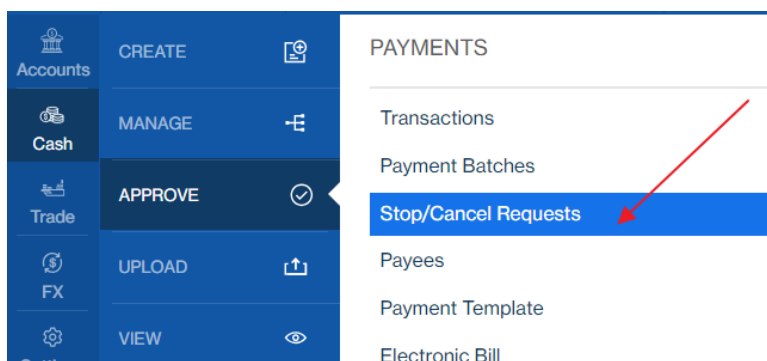 Accounts
Cash
Trade
FX
CREATE
MANAGE
APPROVE
UPLOAD
VIEW
PAYMENTS
Transactions
Payment Batches
Stop/Cancel Requests
Payees
Payment Template
Electronic Bill